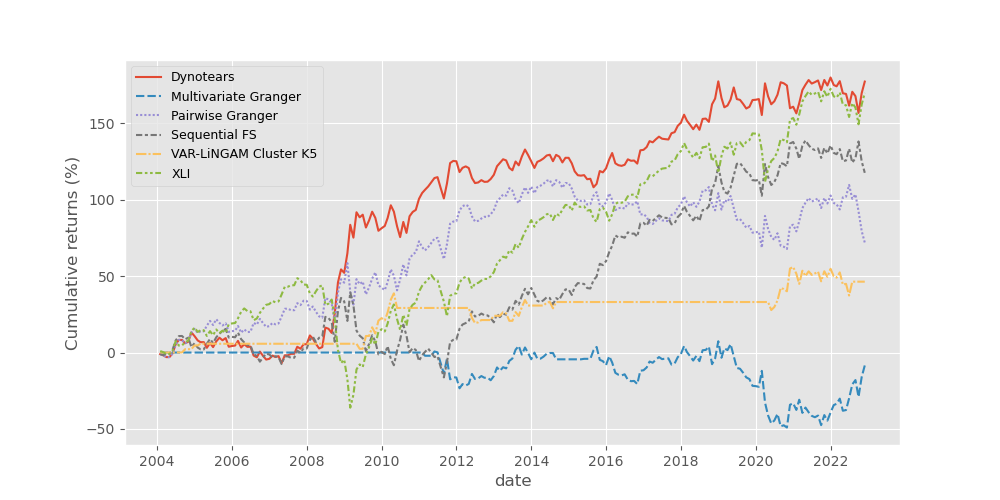 Dynotears
Multivariate Granger
Pairwise Granger
Sequential FS
VAR-LiNGAM Cluster K5
XLI
Cumulative returns (%)
150
100
50
0
−50
2004 2006 2008 2010 2012 2014 2016 2018 2020 2022
date